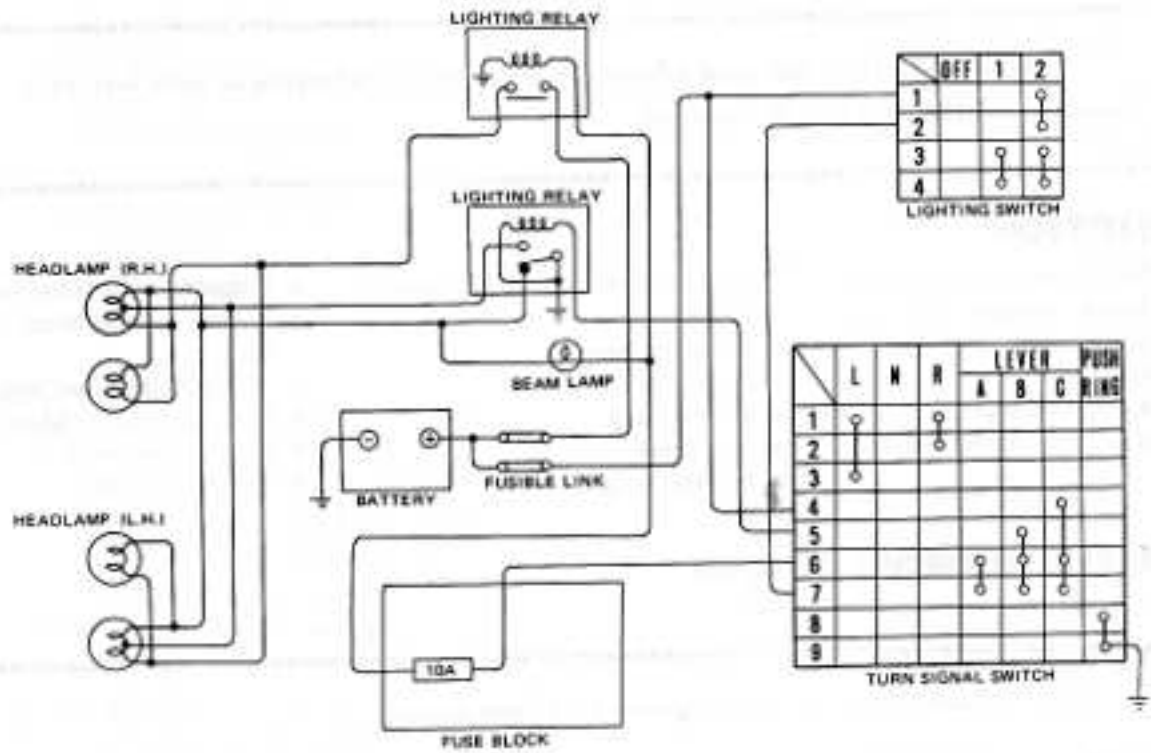 LIGHTING RELAY
OFF 1 2
1
2
3
4
LIGHTING SWITCH
LIGHTING RELAY
HEADLAMP (R.H.)
BEAM LAMP
L N R LEVER PUSH RING
A B C
1
2
3
4
5
6
7
8
9
TURN SIGNAL SWITCH
BATTERY
FUSIBLE LINK
HEADLAMP (L.H.)
10A
FUSE BLOCK